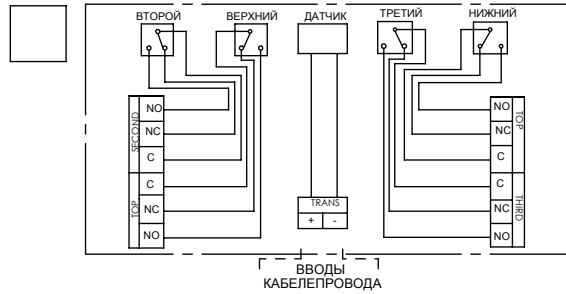 ВТОРОЙ ВЕРХНИЙ ДАТЧИК ТРЕТИЙ НИЖНИЙ
SECOND
NO
NC
C
TOP
C
NC
NO
TRANS
+ -
NO
NC
C
TOP
C
NC
NO
THIRD
ВВОДЫ
КАБЕЛЕПРОВОДА